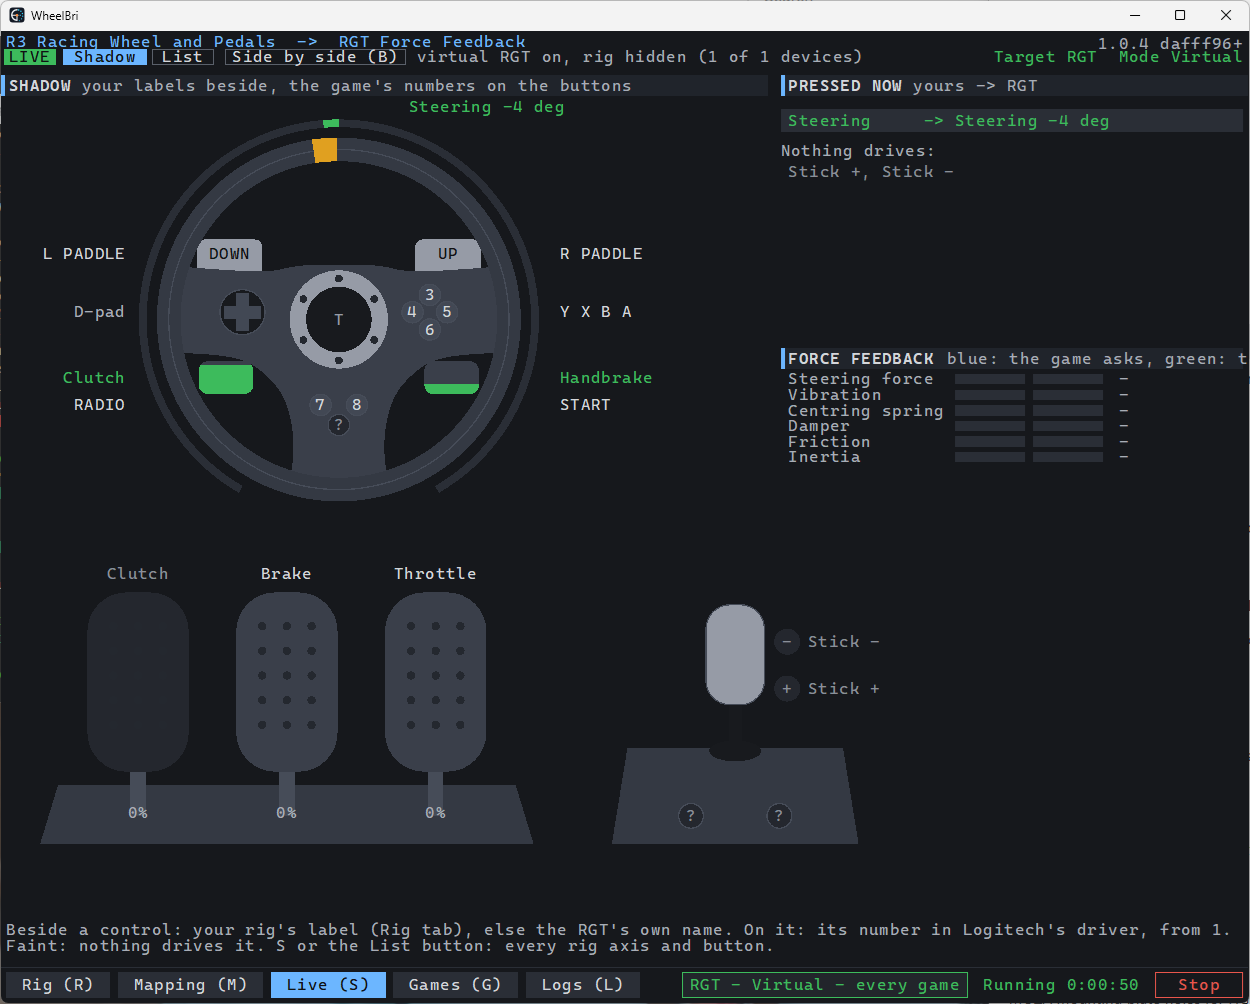 WheelBri
R3 Racing Wheel and Pedals -> RGT Force Feedback
1.0.4 dafff96+
LIVE Shadow List Side by side (B) virtual RGT on, rig hidden (1 of 1 devices)
Target RGT Mode Virtual
SHADOW your labels beside, the game's numbers on the buttons
PRESSED NOW yours -> RGT
Steering -4 deg
Steering -> Steering -4 deg
Nothing drives:
Stick +, Stick -
L PADDLE DOWN UP R PADDLE
D-pad T 3 4 5 6 Y X B A
Clutch Handbrake
RADIO 7 8 START
?
FORCE FEEDBACK blue: the game asks, green: t
Steering force -
Vibration -
Centring spring -
Damper -
Friction -
Inertia -
Clutch Brake Throttle
0% 0% 0%
- Stick -
+ Stick +
? ?
Beside a control: your rig's label (Rig tab), else the RGT's own name. On it: its number in Logitech's driver, from 1.
Faint: nothing drives it. S or the List button: every rig axis and button.
Rig (R) Mapping (M) Live (S) Games (G) Logs (L) RGT - Virtual - every game Running 0:00:50 Stop